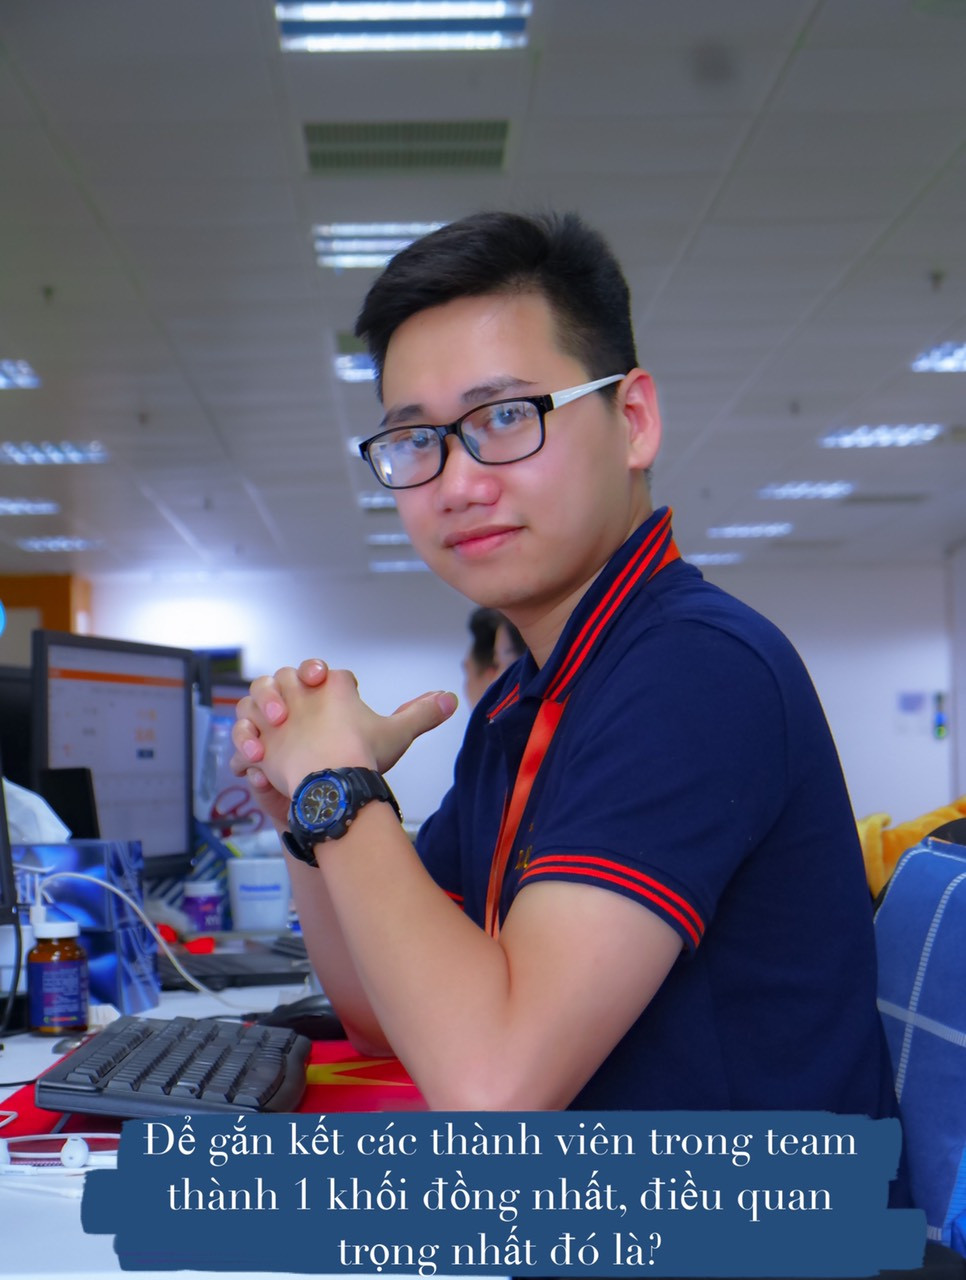 Panasonic
Để gắn kết các thành viên trong team
thành 1 khối đồng nhất, điều quan
trọng nhất đó là?